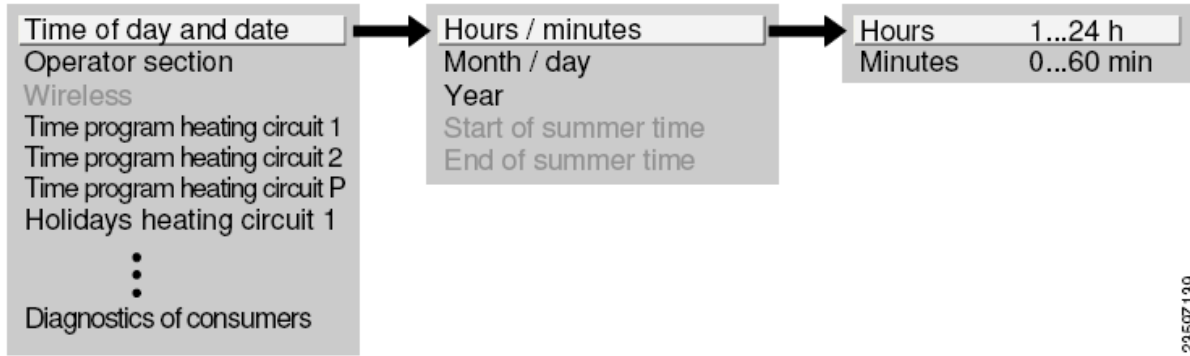 Time of day and date
Operator section
Wireless
Time program heating circuit 1
Time program heating circuit 2
Time program heating circuit P
Holidays heating circuit 1
Diagnostics of consumers
Hours / minutes
Month / day
Year
Start of summer time
End of summer time
Hours 1...24 h
Minutes 0...60 min